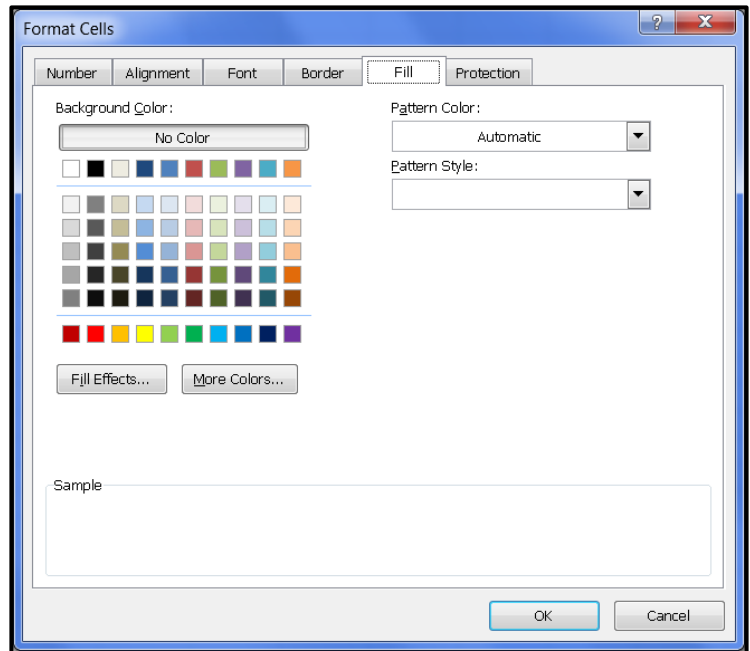 Format Cells
?
X
Number Alignment Font Border Fill Protection
Background Color:
No Color
Pattern Color:
Automatic
Pattern Style:
Fill Effects... More Colors...
Sample
OK Cancel